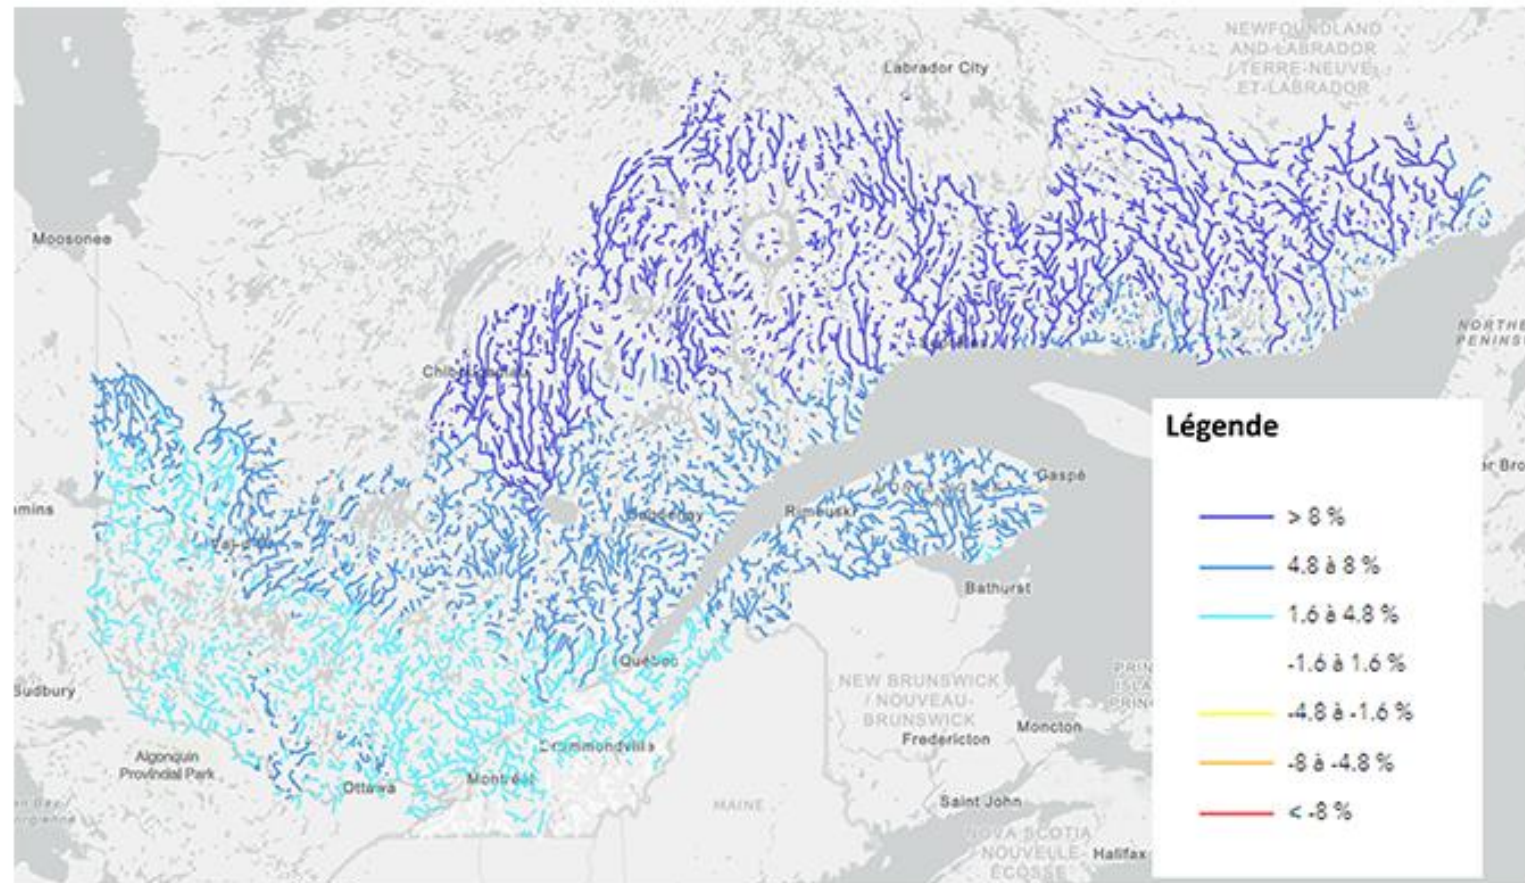 NEWFOUNDLAND
AND LABRADOR
/ TERRE-NEUVE-
ET-LABRADOR
Labrador City
Moosonee
NORTHE
PENINS
Légende
> 8 %
4.8 à 8 %
1.6 à 4.8 %
-1.6 à 1.6 %
-4.8 à -1.6 %
-8 à -4.8 %
< -8 %
Gaspé
Rimouski
Saguenay
Bathurst
Québec
Sudbury
NEW BRUNSWICK
/ NOUVEAU-
BRUNSWICK
Fredericton
Moncton
PRIN
Drummondville
Algonquin
Provincial Park
Ottawa
Montréal
MAINE
Saint John
NOVA SCOTIA
NOUVELLE-
ÉCOSSE
Halifax